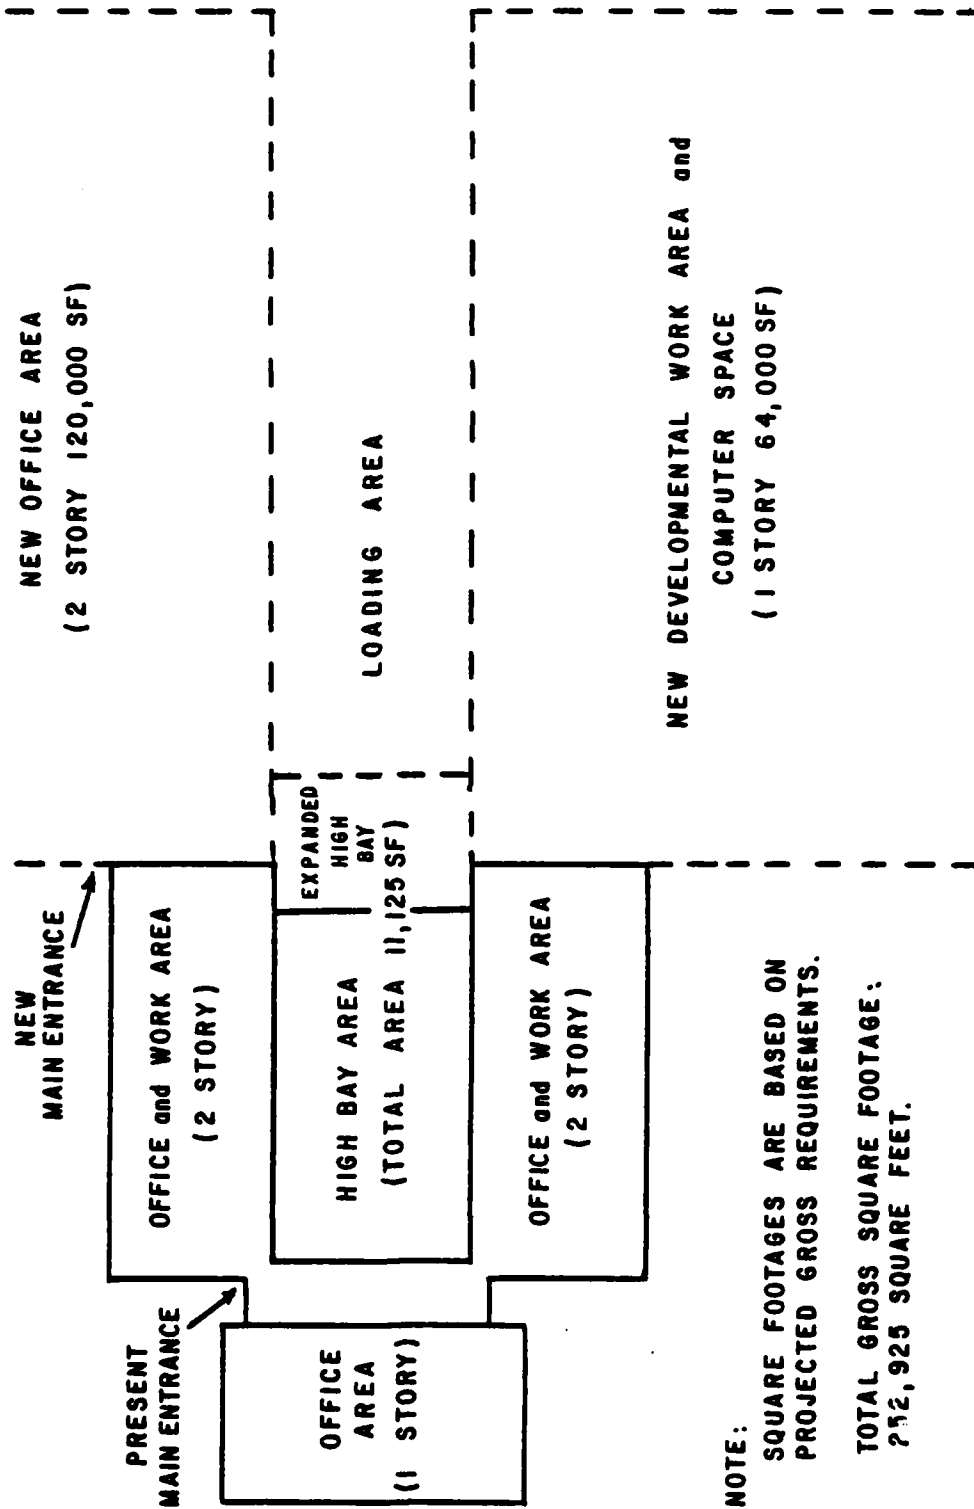 NEW OFFICE AREA
(2 STORY 120,000 SF)
LOADING AREA
NEW DEVELOPMENTAL WORK AREA and
COMPUTER SPACE
(1 STORY 64,000 SF)
NEW
MAIN ENTRANCE
EXPANDED
HIGH
BAY
OFFICE and WORK AREA
(2 STORY)
HIGH BAY AREA
(TOTAL AREA 11,125 SF)
OFFICE and WORK AREA
(2 STORY)
PRESENT
MAIN ENTRANCE
OFFICE
AREA
(1 STORY)
NOTE:
SQUARE FOOTAGES ARE BASED ON
PROJECTED GROSS REQUIREMENTS.
TOTAL GROSS SQUARE FOOTAGE:
252,925 SQUARE FEET.